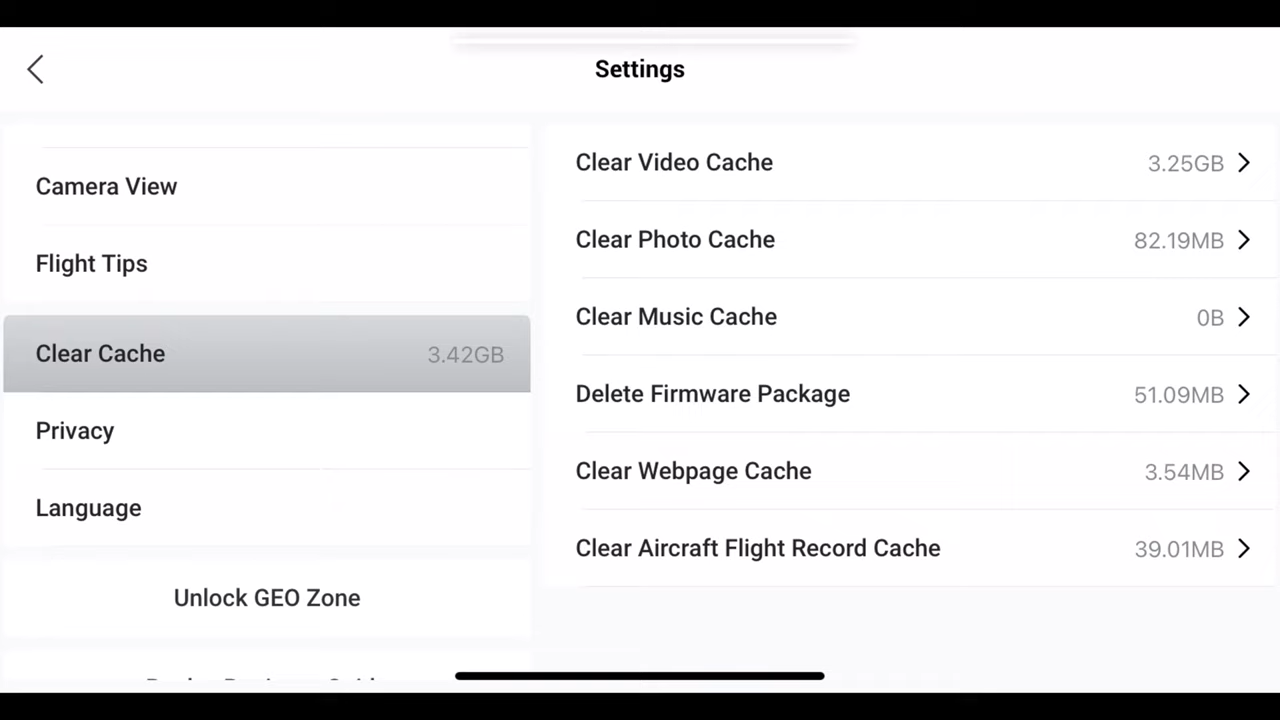 Settings
Camera View
Flight Tips
Clear Cache 3.42GB
Privacy
Language
Unlock GEO Zone
Clear Video Cache 3.25GB
Clear Photo Cache 82.19MB
Clear Music Cache 0B
Delete Firmware Package 51.09MB
Clear Webpage Cache 3.54MB
Clear Aircraft Flight Record Cache 39.01MB